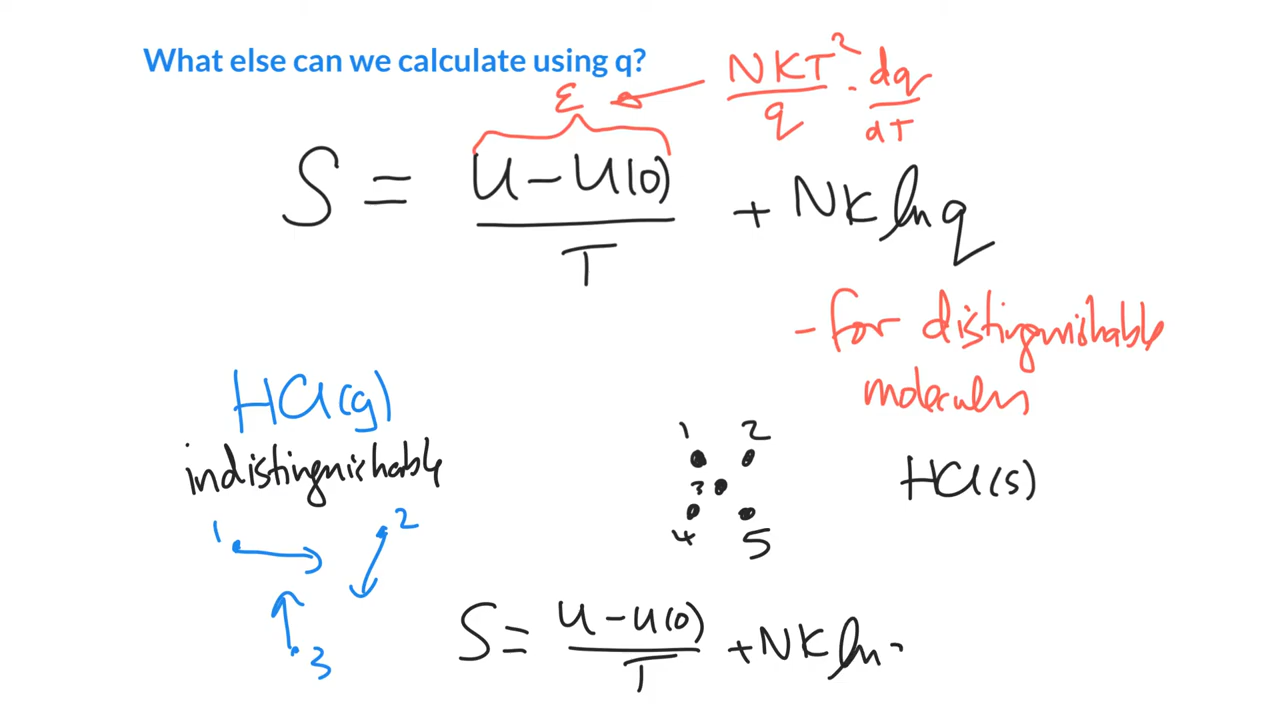 What else can we calculate using q?
NKT² / q · dq / dT
ε
S = U - U(0) / T + NK ln q
- for distinguishable
molecules
HCl(g)
indistinguishable
1 2
3
1 2
3
4 5
HCl(s)
S = U - U(0) / T + NK ln